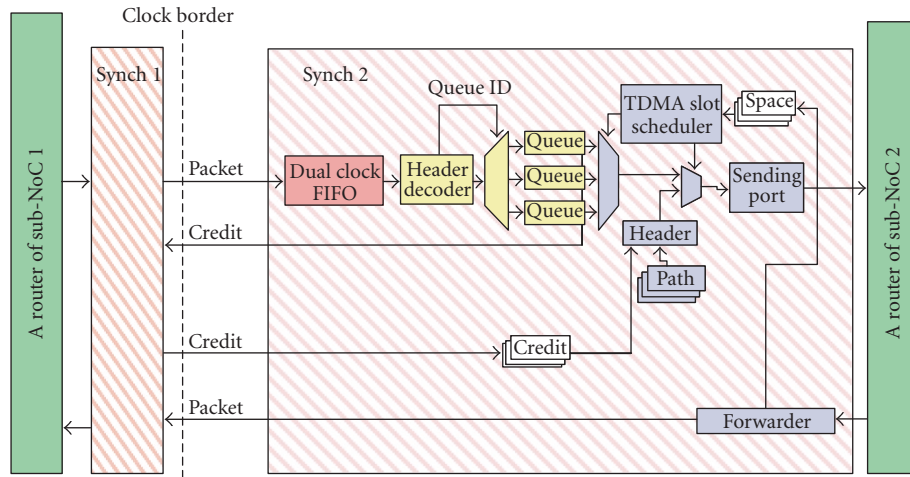 Clock border
Synch 1
Synch 2
A router of sub-NoC 1
A router of sub-NoC 2
Queue ID
TDMA slot
scheduler
Space
Packet
Dual clock
FIFO
Header
decoder
Queue
Queue
Queue
Sending
port
Credit
Header
Path
Credit
Credit
Packet
Forwarder